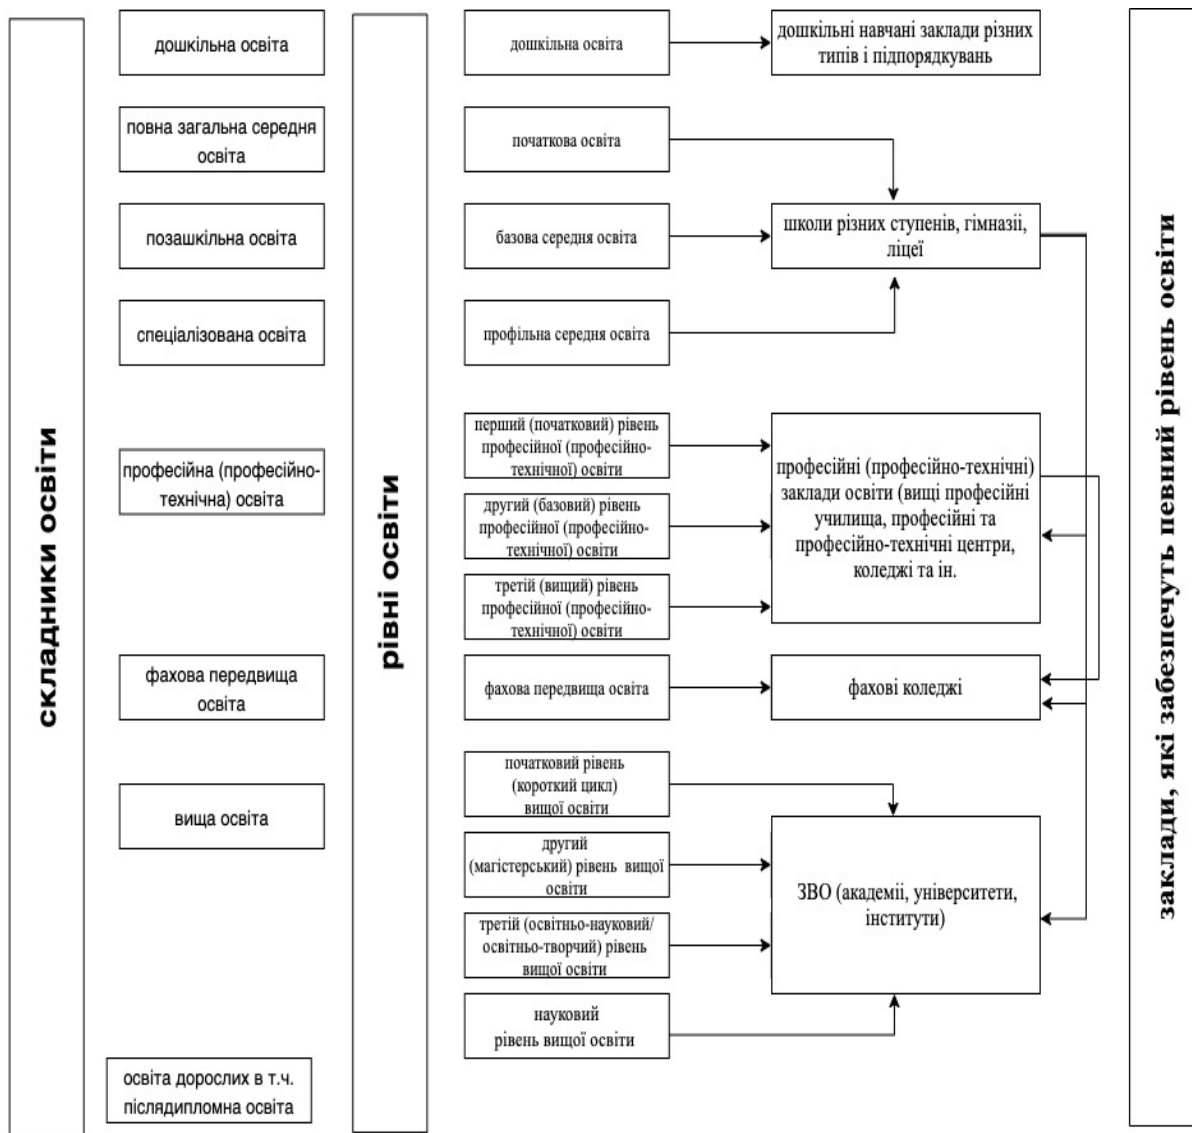 складники освіти
дошкільна освіта
повна загальна середня
освіта
позашкільна освіта
спеціалізована освіта
професійна (професійно-
технічна) освіта
фахова передвища
освіта
вища освіта
освіта дорослих в т.ч.
післядипломна освіта
рівні освіти
дошкільна освіта
початкова освіта
базова середня освіта
профільна середня освіта
перший (початковий) рівень
професійної (професійно-
технічної) освіти
другий (базовий) рівень
професійної (професійно-
технічної) освіти
третій (вищий) рівень
професійної (професійно-
технічної) освіти
фахова передвища освіта
початковий рівень
(короткий цикл)
вищої освіти
другий
(магістерський) рівень вищої
освіти
третій (освітньо-науковий/
освітньо-творчий) рівень
вищої освіти
науковий
рівень вищої освіти
дошкільні навчані заклади різних
типів і підпорядкувань
школи різних ступенів, гімназії,
ліцеї
професійні (професійно-технічні)
заклади освіти (вищі професійні
училища, професійні та
професійно-технічні центри,
коледжі та ін.
фахові коледжі
ЗВО (академії, університети,
інститути)
заклади, які забезпечуть певний рівень освіти